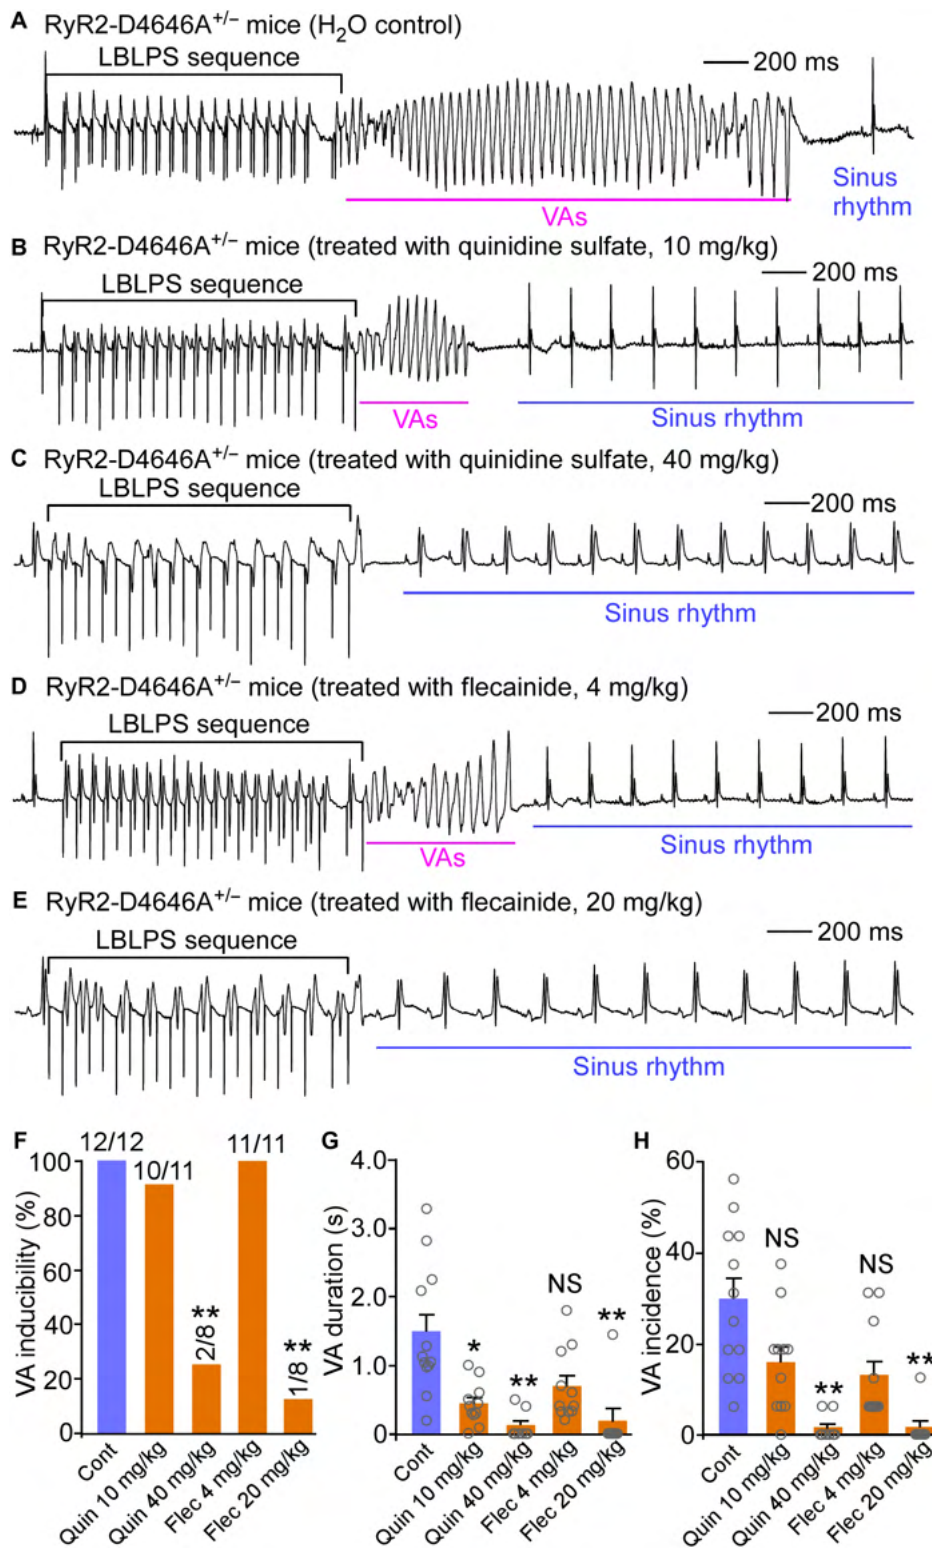 A RyR2-D4646A+/– mice (H2O control)
LBLPS sequence
200 ms
VAs
Sinus
rhythm
B RyR2-D4646A+/– mice (treated with quinidine sulfate, 10 mg/kg)
LBLPS sequence
200 ms
VAs
Sinus rhythm
C RyR2-D4646A+/– mice (treated with quinidine sulfate, 40 mg/kg)
LBLPS sequence
200 ms
Sinus rhythm
D RyR2-D4646A+/– mice (treated with flecainide, 4 mg/kg)
LBLPS sequence
200 ms
VAs
Sinus rhythm
E RyR2-D4646A+/– mice (treated with flecainide, 20 mg/kg)
LBLPS sequence
200 ms
Sinus rhythm
F
VA inducibility (%)
100
80
60
40
20
0
12/12
10/11
**
2/8
11/11
**
1/8
Cont
Quin 10 mg/kg
Quin 40 mg/kg
Flec 4 mg/kg
Flec 20 mg/kg
G
VA duration (s)
4.0
3.0
2.0
1.0
0
*
**
NS
**
Cont
Quin 10 mg/kg
Quin 40 mg/kg
Flec 4 mg/kg
Flec 20 mg/kg
H
VA incidence (%)
60
40
20
0
NS
**
NS
**
Cont
Quin 10 mg/kg
Quin 40 mg/kg
Flec 4 mg/kg
Flec 20 mg/kg